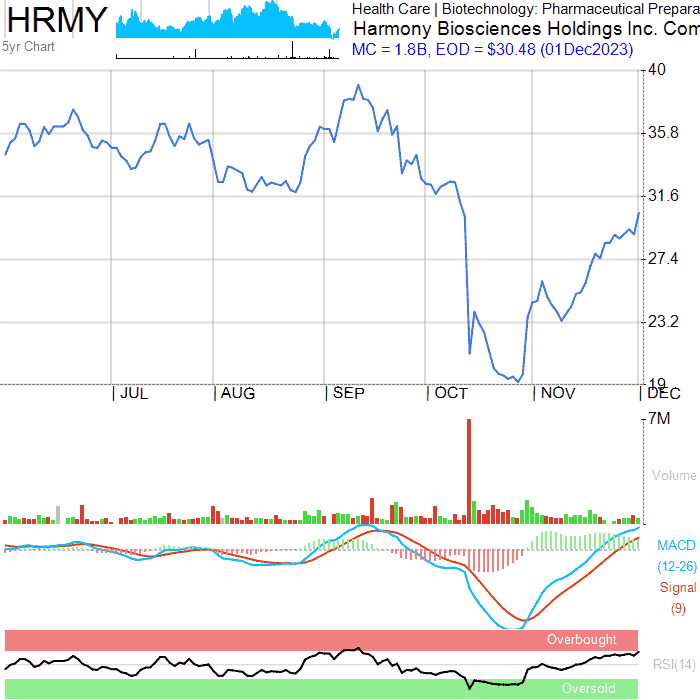 HRMY
5yr Chart
Health Care | Biotechnology: Pharmaceutical Prepara
Harmony Biosciences Holdings Inc. Com
MC = 1.8B, EOD = $30.48 (01Dec2023)
40
35.8
31.6
27.4
23.2
19
| JUL | AUG | SEP | OCT | NOV | DEC
7M
Volume
MACD
(12-26)
Signal
(9)
Overbought
RSI(14)
Oversold